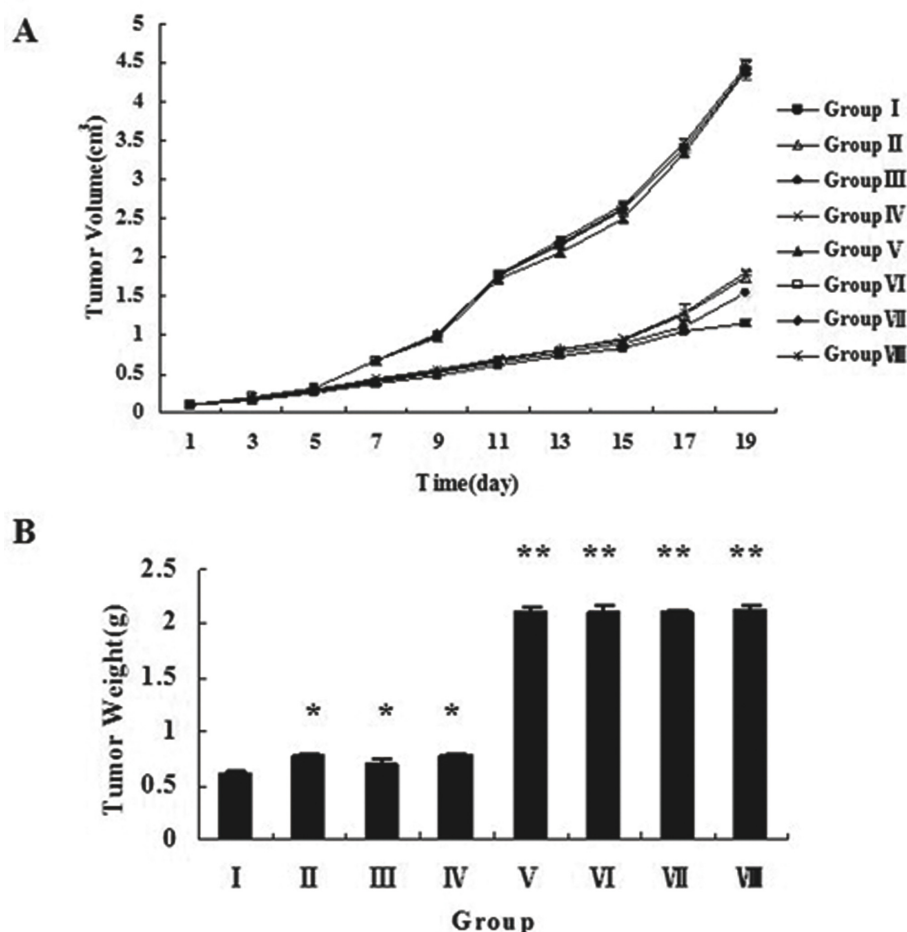 A
Tumor Volume(cm³)
5
4.5
4
3.5
3
2.5
2
1.5
1
0.5
0
1 3 5 7 9 11 13 15 17 19
Time(day)
Group Ⅰ
Group Ⅱ
Group Ⅲ
Group Ⅳ
Group Ⅴ
Group Ⅵ
Group Ⅶ
Group Ⅷ
B
Tumor Weight(g)
2.5
2
1.5
1
0.5
0
* * * ** ** ** **
Ⅰ Ⅱ Ⅲ Ⅳ Ⅴ Ⅵ Ⅶ Ⅷ
Group